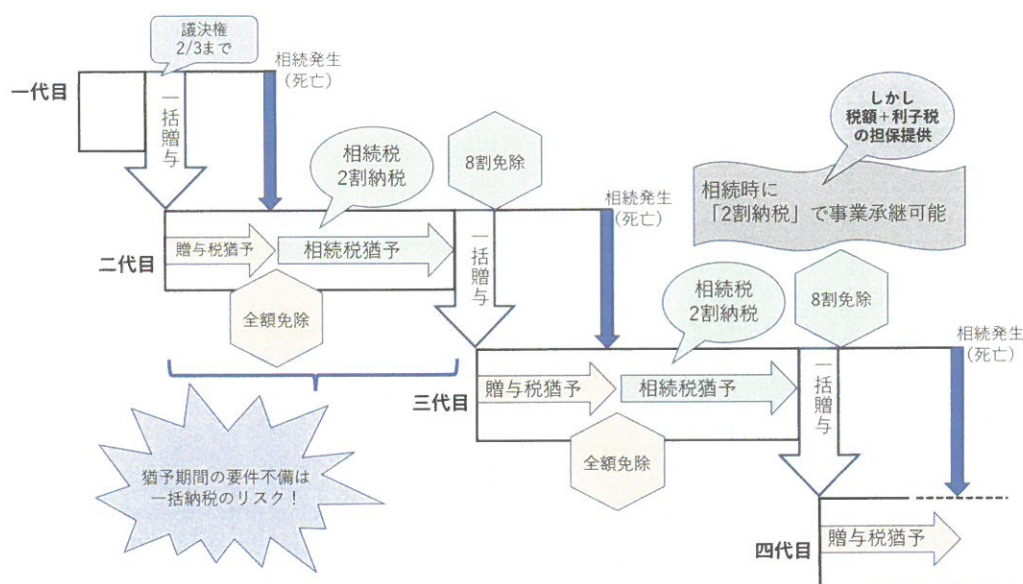 議決権
2/3まで
相続発生
(死亡)
一代目
一括贈与
相続税
2割納税
8割免除
しかし
税額+利子税
の担保提供
相続時に
「2割納税」で事業承継可能
相続発生
(死亡)
二代目
贈与税猶予
相続税猶予
一括贈与
全額免除
相続税
2割納税
8割免除
相続発生
(死亡)
三代目
贈与税猶予
相続税猶予
一括贈与
全額免除
猶予期間の要件不備は
一括納税のリスク!
四代目
贈与税猶予